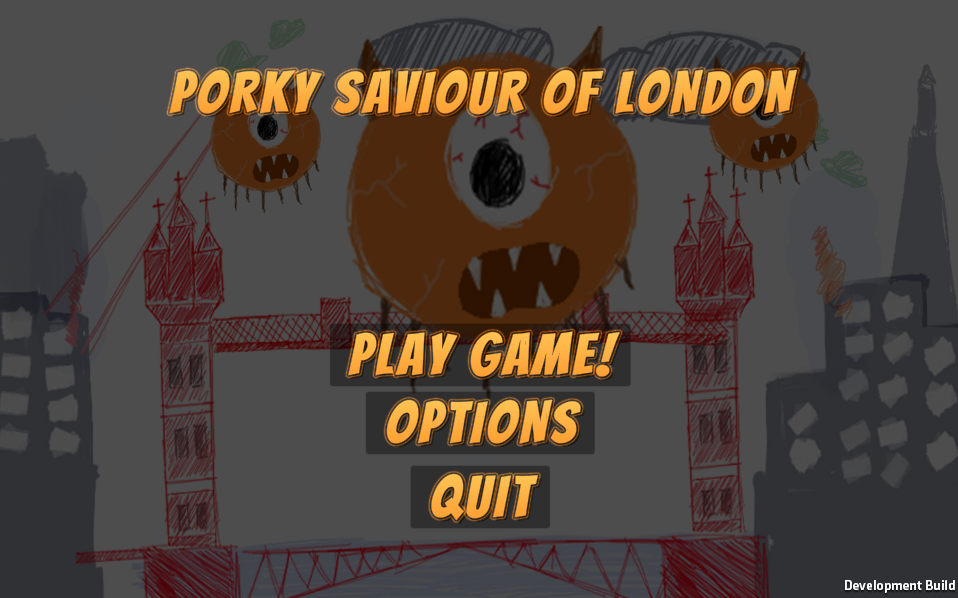 PORKY SAVIOUR OF LONDON
PLAY GAME!
OPTIONS
QUIT
Development Build